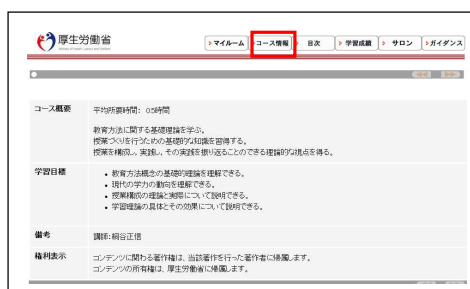 厚生労働省
マイルーム コース情報 目次 学習成績 サロン ガイダンス
コース概要
平均所要時間: 0.5時間
教育方法に関する基礎理論を学ぶ。
授業づくりを行うための基礎的な知識を習得する。
授業を構成し、実践し、その実践を振り返ることのできる理論的な視点を得る。
学習目標
・教育方法概念の基礎的理論を理解できる。
・現代の学力の動向を理解できる。
・授業構成の理論と実際について説明できる。
・学習理論の具体とその効果について説明できる。
備考
講師:細谷正信
権利表示
コンテンツに関わる著作権は、当該著作を行った著作者に帰属します。
コンテンツの所有権は、厚生労働省に帰属します。